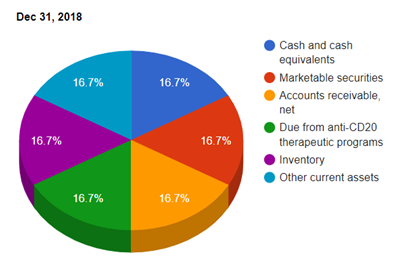 Dec 31, 2018
16.7%
16.7%
16.7%
16.7%
16.7%
16.7%
Cash and cash
equivalents
Marketable securities
Accounts receivable,
net
Due from anti-CD20
therapeutic programs
Inventory
Other current assets